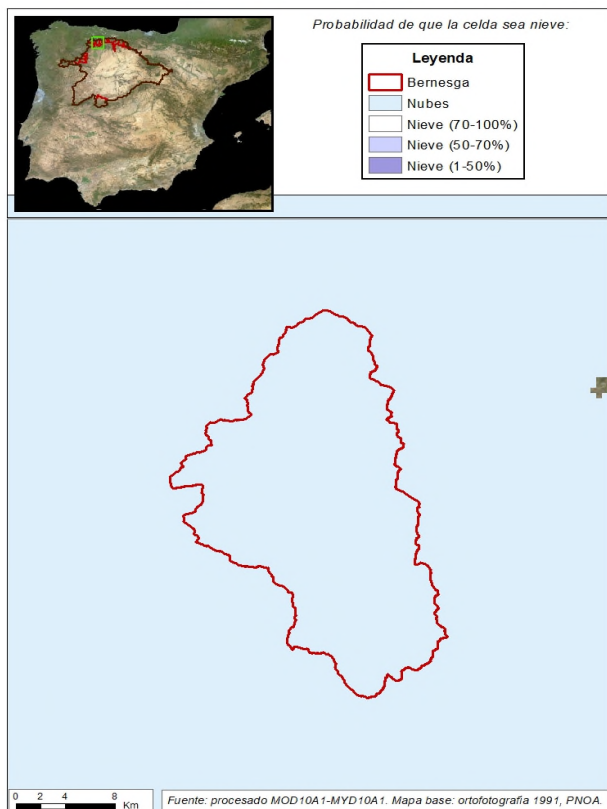 Probabilidad de que la celda sea nieve:
Leyenda
Bernesga
Nubes
Nieve (70-100%)
Nieve (50-70%)
Nieve (1-50%)
0 2 4 8
Km
Fuente: procesado MOD10A1-MYD10A1. Mapa base: ortofotografía 1991, PNOA